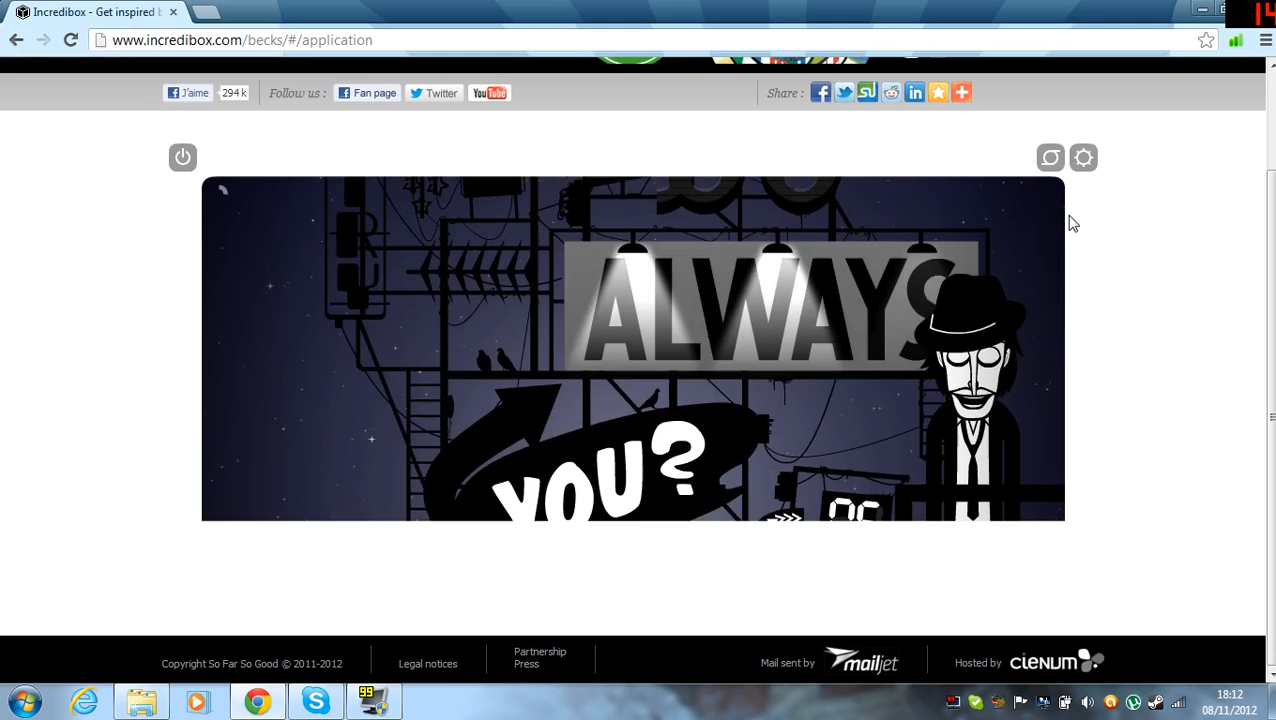 Incredibox - Get inspired b
14
www.incredibox.com/becks/#/application
J'aime 294 k Follow us : Fan page Twitter YouTube Share :
ALWAYS
YOU?
Copyright So Far So Good © 2011-2012 Legal notices Partnership Press Mail sent by mailjet Hosted by clenum
99
18:12
08/11/2012